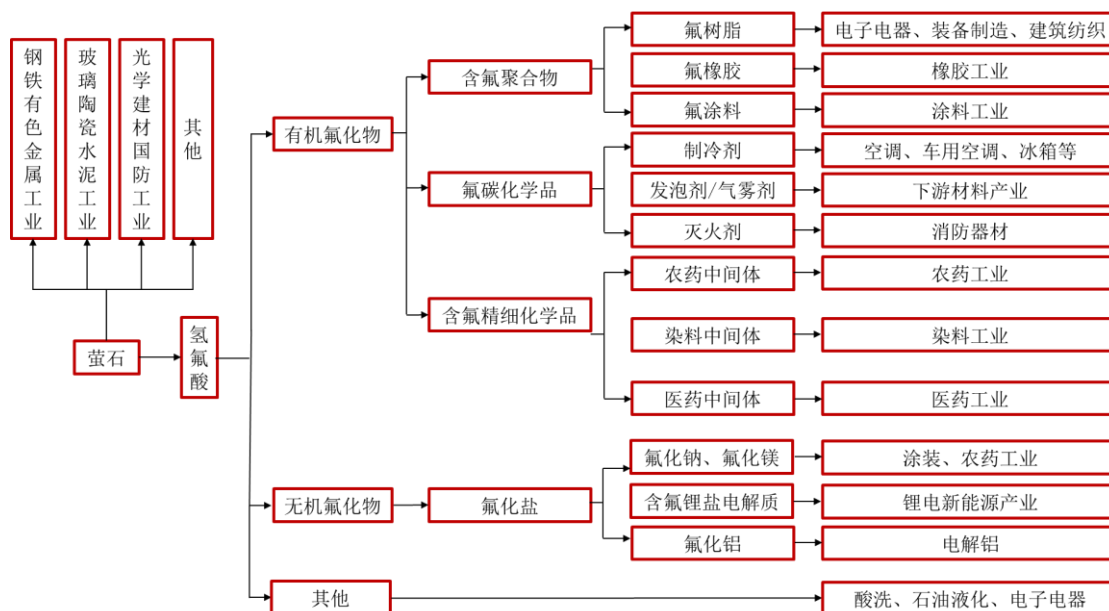 钢铁有色金属工业
玻璃陶瓷水泥工业
光学建材国防工业
其他
萤石
氢氟酸
有机氟化物
含氟聚合物
氟树脂
电子电器、装备制造、建筑纺织
氟橡胶
橡胶工业
氟涂料
涂料工业
氟碳化学品
制冷剂
空调、车用空调、冰箱等
发泡剂/气雾剂
下游材料产业
灭火剂
消防器材
含氟精细化学品
农药中间体
农药工业
染料中间体
染料工业
医药中间体
医药工业
无机氟化物
氟化盐
氟化钠、氟化镁
涂装、农药工业
含氟锂盐电解质
锂电新能源产业
氟化铝
电解铝
其他
酸洗、石油液化、电子电器